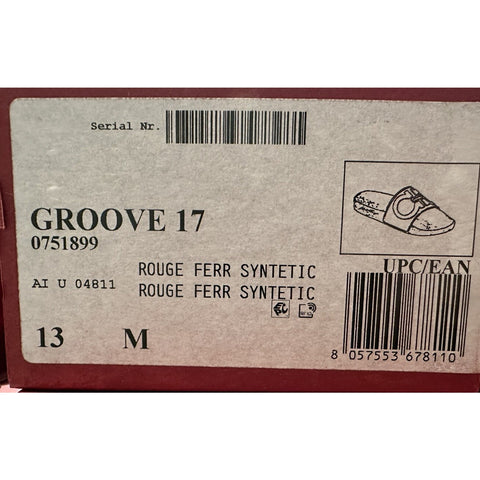 Serial Nr.
GROOVE 17
0751899
AI U 04811
ROUGE FERR SYNTETIC
ROUGE FERR SYNTETIC
13 M
UPC/EAN
8 057553 678110